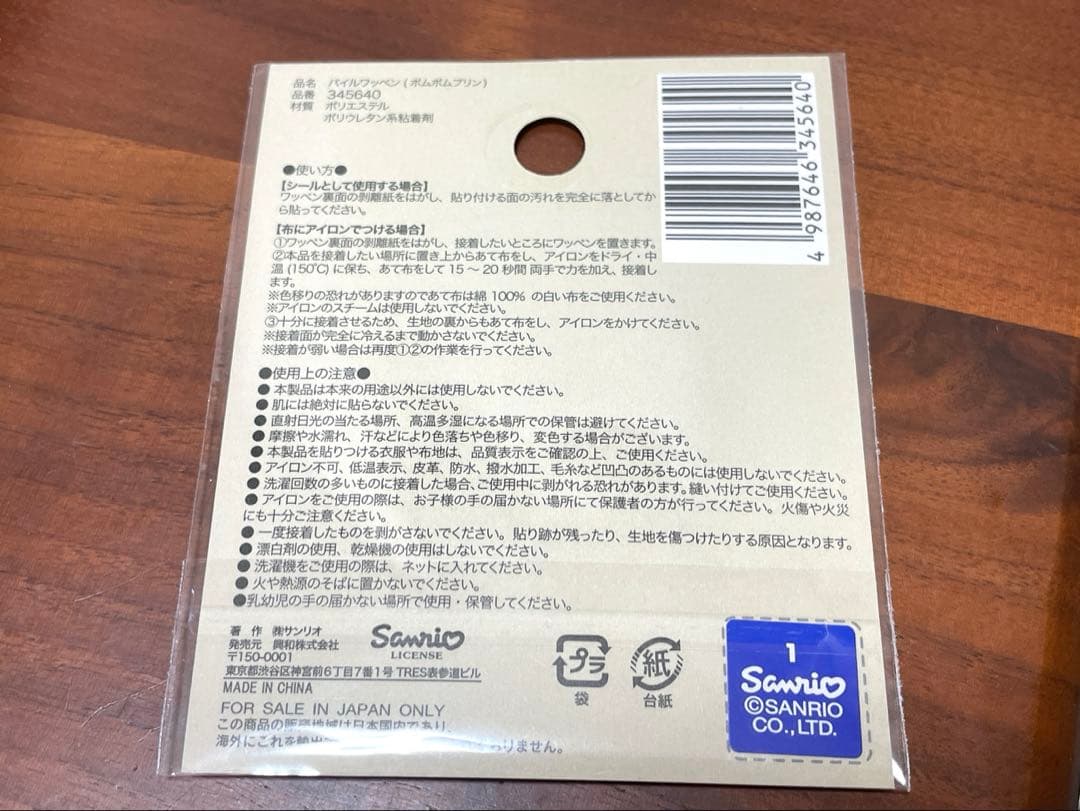 品名 パイルワッペン(ポムポムプリン)
品番 345640
材質 ポリエステル
ポリウレタン系粘着剤
4 987646 345640
●使い方●
【シールとして使用する場合】
ワッペン裏面の剥離紙をはがし、貼り付ける面の汚れを完全に落としてか
ら貼ってください。
【布にアイロンでつける場合】
①ワッペン裏面の剥離紙をはがし、接着したいところにワッペンを置きます。
②本品を接着したい場所に置き上からあて布をし、アイロンをドライ・中
温(150℃)に保ち、あて布をして15～20秒間両手で力を加え、接着し
ます。
※色移りの恐れがありますのであて布は綿100%の白い布をご使用ください。
※アイロンのスチームは使用しないでください。
③十分に接着させるため、生地の裏からもあて布をし、アイロンをかけてください。
※接着面が完全に冷えるまで動かさないでください。
※接着が弱い場合は再度①②の作業を行ってください。
●使用上の注意●
● 本製品は本来の用途以外には使用しないでください。
● 肌には絶対に貼らないでください。
● 直射日光の当たる場所、高温多湿になる場所での保管は避けてください。
● 摩擦や水濡れ、汗などにより色落ちや色移り、変色する場合がございます。
● 本製品を貼りつける衣服や布地は、品質表示をご確認の上、ご使用ください。
● アイロン不可、低温表示、皮革、防水、撥水加工、毛糸など凹凸のあるものには使用しないでください。
● 洗濯回数の多いものに接着した場合、ご使用中に剥がれる恐れがあります。縫い付けてご使用ください。
● アイロンをご使用の際は、お子様の手の届かない場所にて保護者の方が行ってください。火傷や火災
にも十分ご注意ください。
● 一度接着したものを剥がさないでください。貼り跡が残ったり、生地を傷つけたりする原因となります。
● 漂白剤の使用、乾燥機の使用はしないでください。
● 洗濯機をご使用の際は、ネットに入れてください。
● 火や熱源のそばに置かないでください。
●乳幼児の手の届かない場所で使用・保管してください。
著 作 ㈱サンリオ
発売元 興和株式会社
〒150-0001
東京都渋谷区神宮前6丁目7番1号 TRES表参道ビル
MADE IN CHINA
FOR SALE IN JAPAN ONLY
この商品の販売地域は日本国内であり、
海外にこれを輸出
ありません。
Sanrio
LICENSE
プラ
袋
紙
台紙
1
Sanrio
©SANRIO
CO.,LTD.